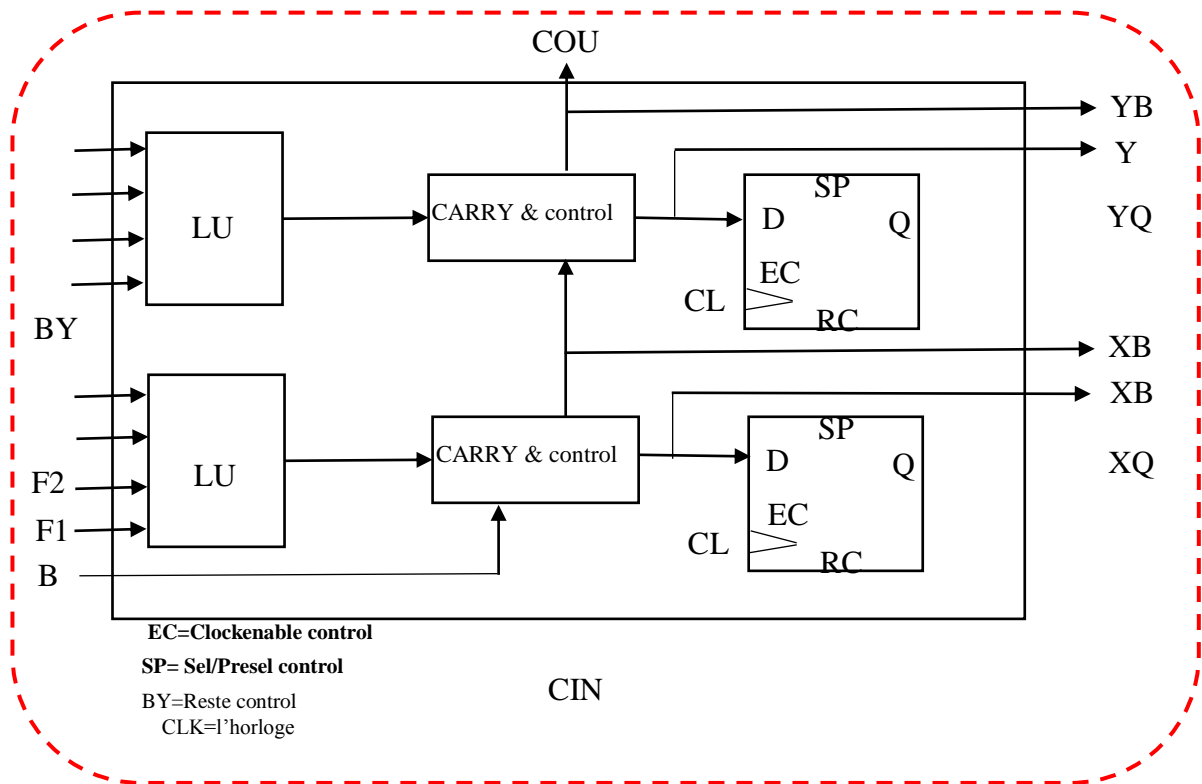 COU
YB
Y
SP
CARRY & control
YQ
D
Q
LU
EC
CL
RC
BY
XB
XB
SP
CARRY & control
D
Q
XQ
LU
F2
EC
F1
CL
RC
B
EC=Clockenable control
SP= Sel/Presel control
CIN
BY=Reste control
CLK=l’horloge